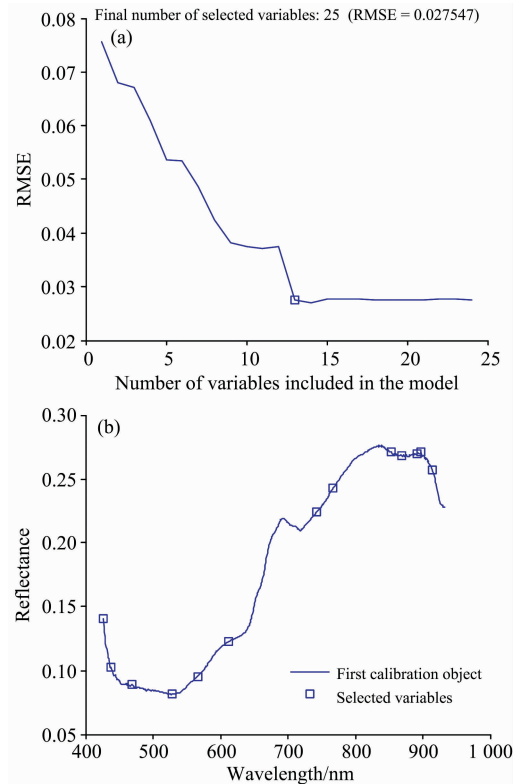 Final number of selected variables: 25 (RMSE = 0.027547)
(a)
0.08
0.07
0.06
0.05
0.04
0.03
0.02
RMSE
0 5 10 15 20 25
Number of variables included in the model
(b)
0.30
0.25
0.20
0.15
0.10
0.05
Reflectance
First calibration object
Selected variables
400 500 600 700 800 900 1 000
Wavelength/nm